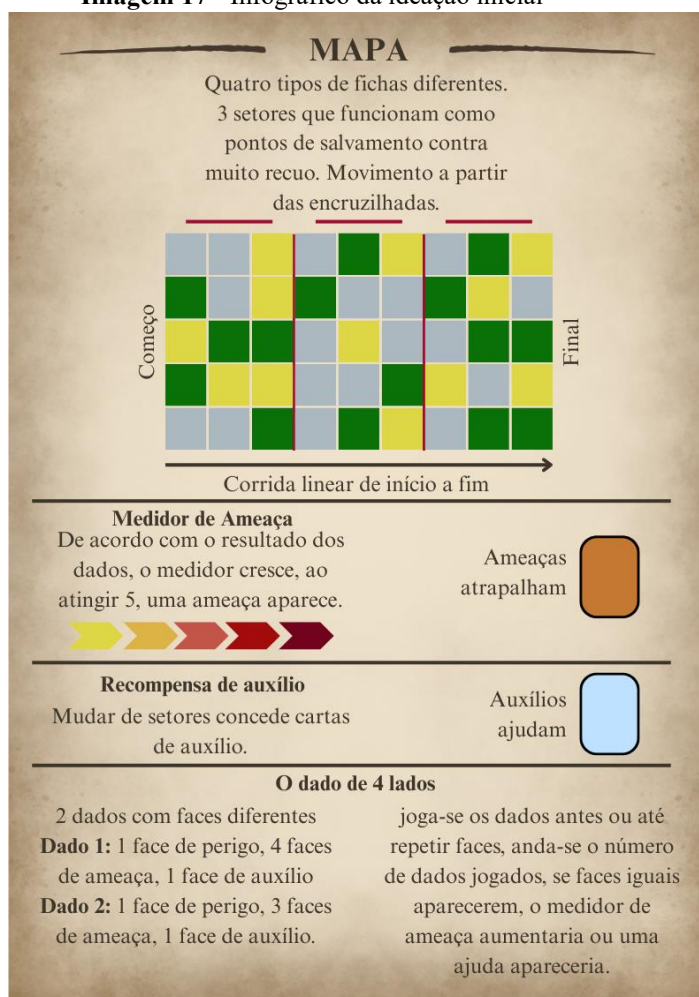 Imagem 17 - Infográfico da ideação inicial
MAPA
Quatro tipos de fichas diferentes.
3 setores que funcionam como
pontos de salvamento contra
muito recuo. Movimento a partir
das encruzilhadas.
Começo
Final
Corrida linear de início a fim
Medidor de Ameaça
De acordo com o resultado dos
dados, o medidor cresce, ao
atingir 5, uma ameaça aparece.
Ameaças
atrapalham
Recompensa de auxílio
Mudar de setores concede cartas
de auxílio.
Auxílios
ajudam
O dado de 4 lados
2 dados com faces diferentes
Dado 1: 1 face de perigo, 4 faces
de ameaça, 1 face de auxílio
Dado 2: 1 face de perigo, 3 faces
de ameaça, 1 face de auxílio.
joga-se os dados antes ou até
repetir faces, anda-se o número
de dados jogados, se faces iguais
aparecerem, o medidor de
ameaça aumentaria ou uma
ajuda apareceria.